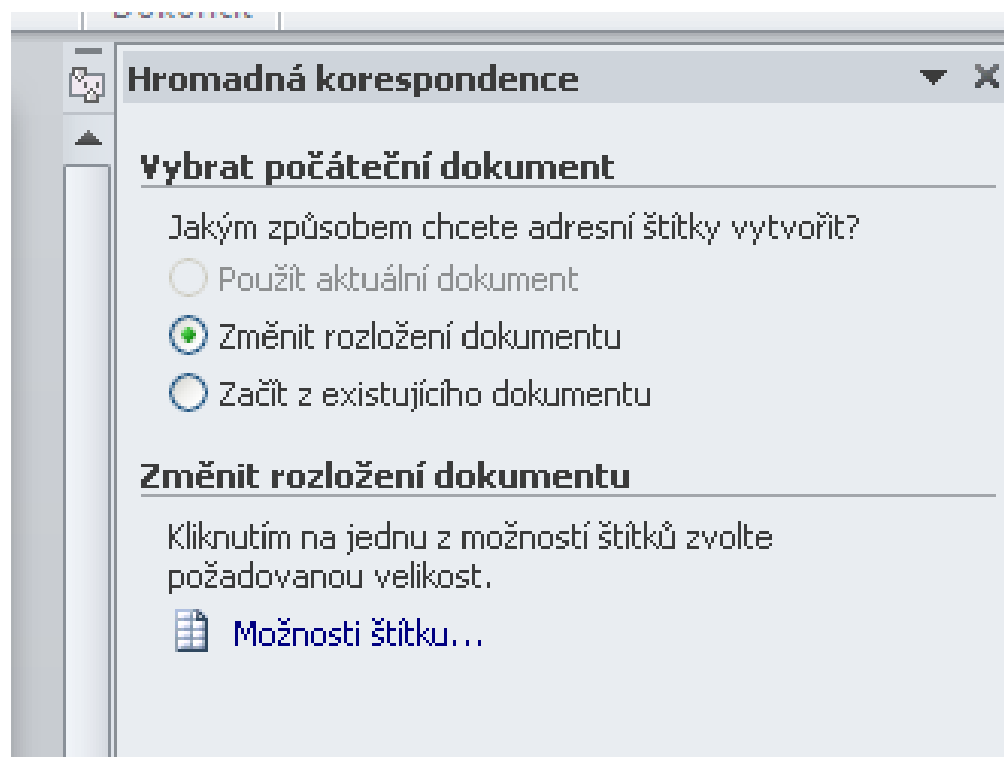 Hromadná korespondence
Vybrat počáteční dokument
Jakým způsobem chcete adresní štítky vytvořit?
Použít aktuální dokument
Změnit rozložení dokumentu
Začít z existujícího dokumentu
Změnit rozložení dokumentu
Kliknutím na jednu z možností štítků zvolte
požadovanou velikost.
Možnosti štítku...